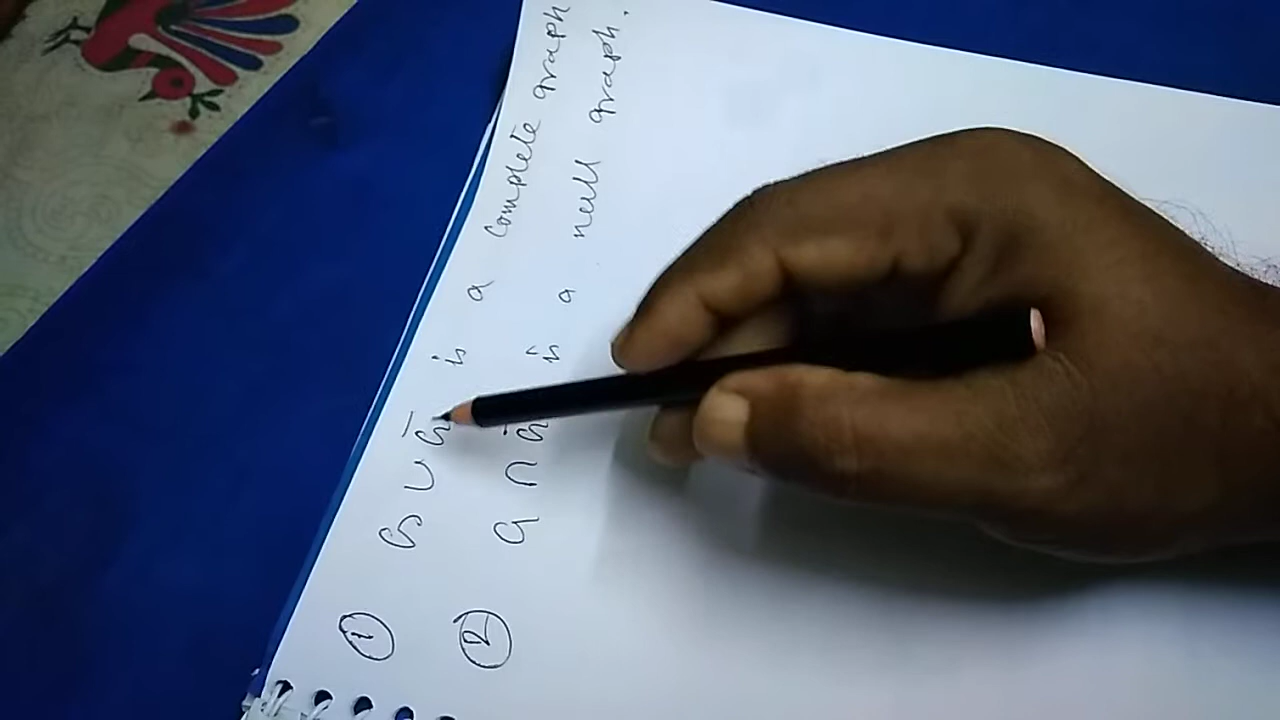 ① G ∪ G̅ is a complete graph
② G ∩ G̅ is a null graph.